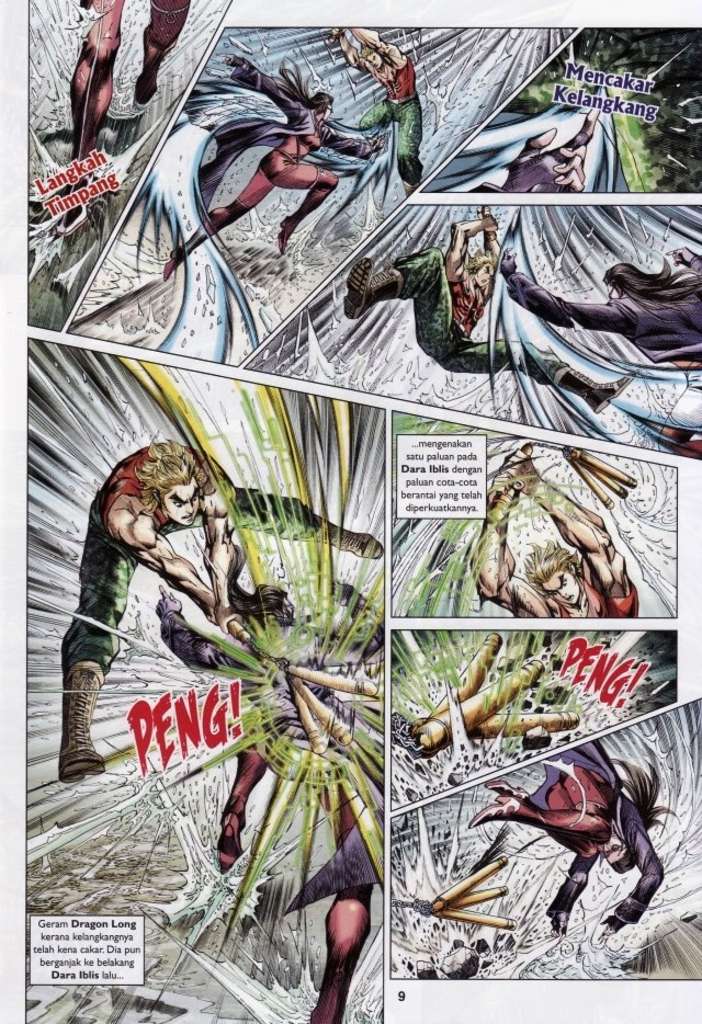 Langkah
Timpang
Mencakar
Kelangkang
PENG!
Geram Dragon Long
kerana kelangkangnya
telah kena cakar. Dia pun
berganjak ke belakang
Dara Iblis lalu...
...mengenakan
satu paluan pada
Dara Iblis dengan
paluan cota-cota
berantai yang telah
diperkuatkannya.
PENG!
9